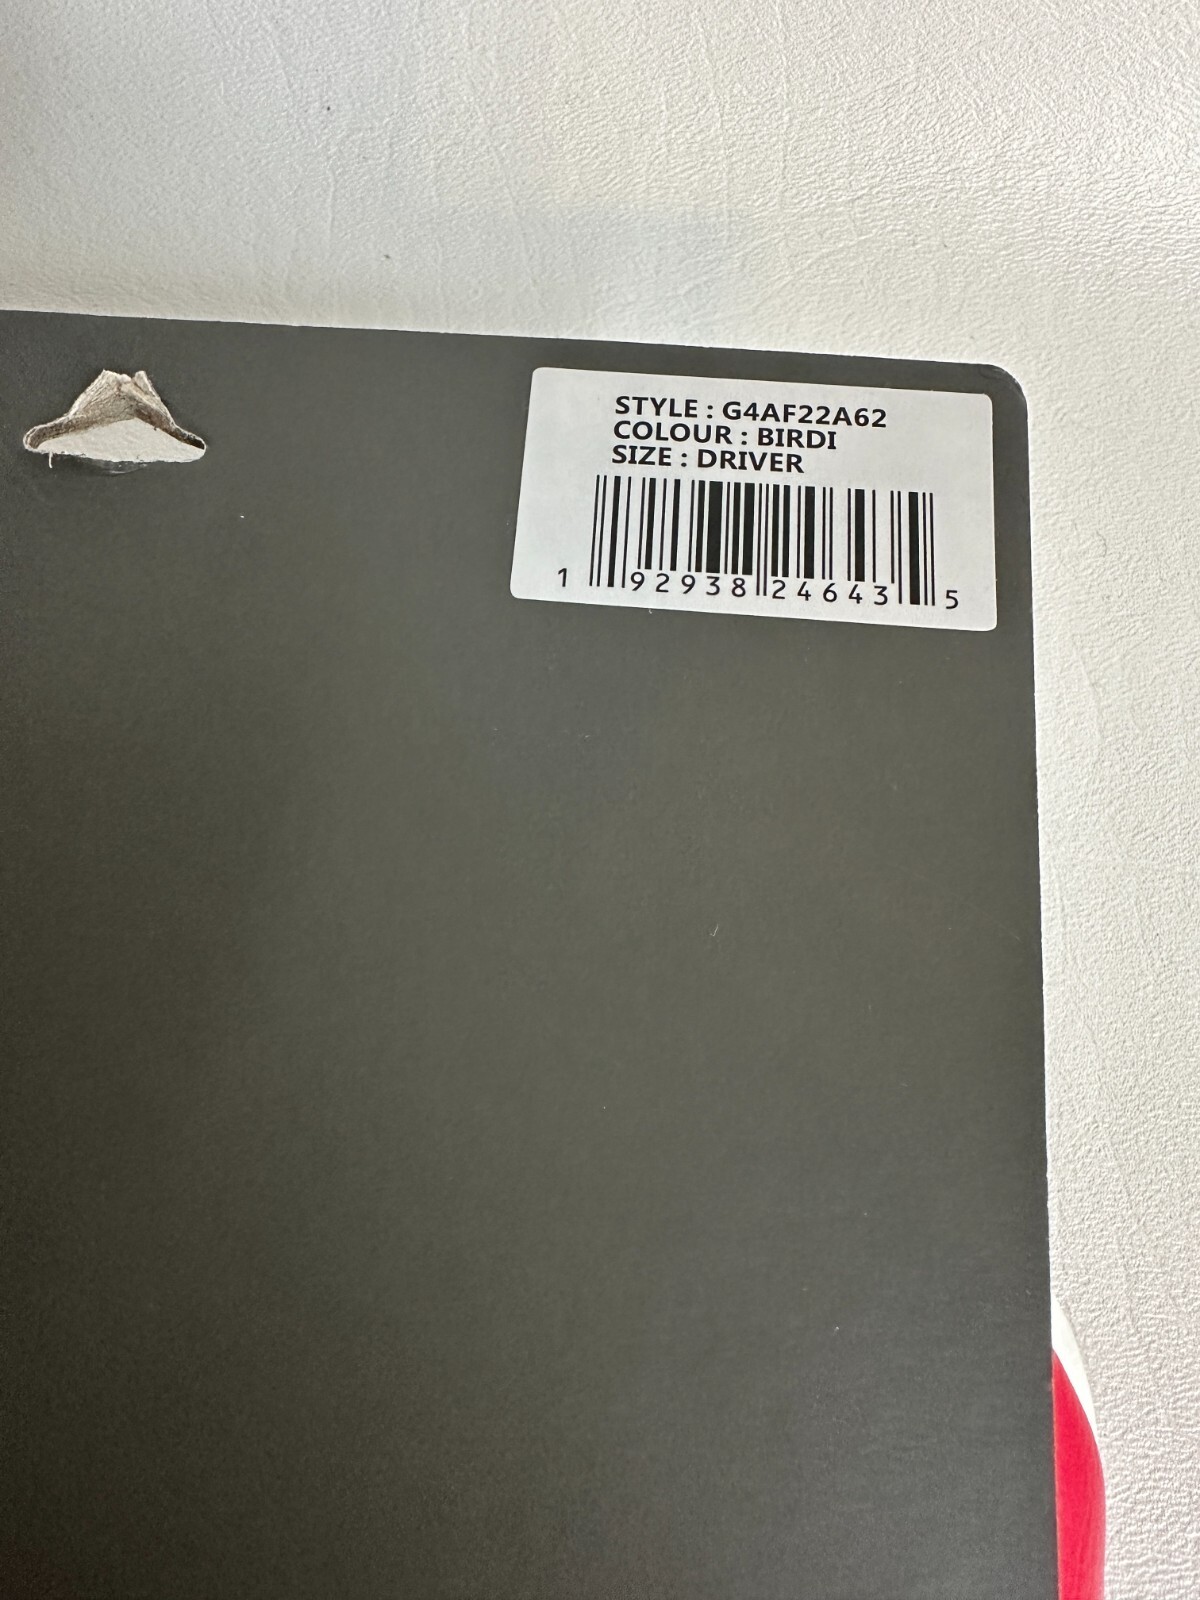 STYLE : G4AF22A62
COLOUR : BIRDI
SIZE : DRIVER
1 92938 24643 5